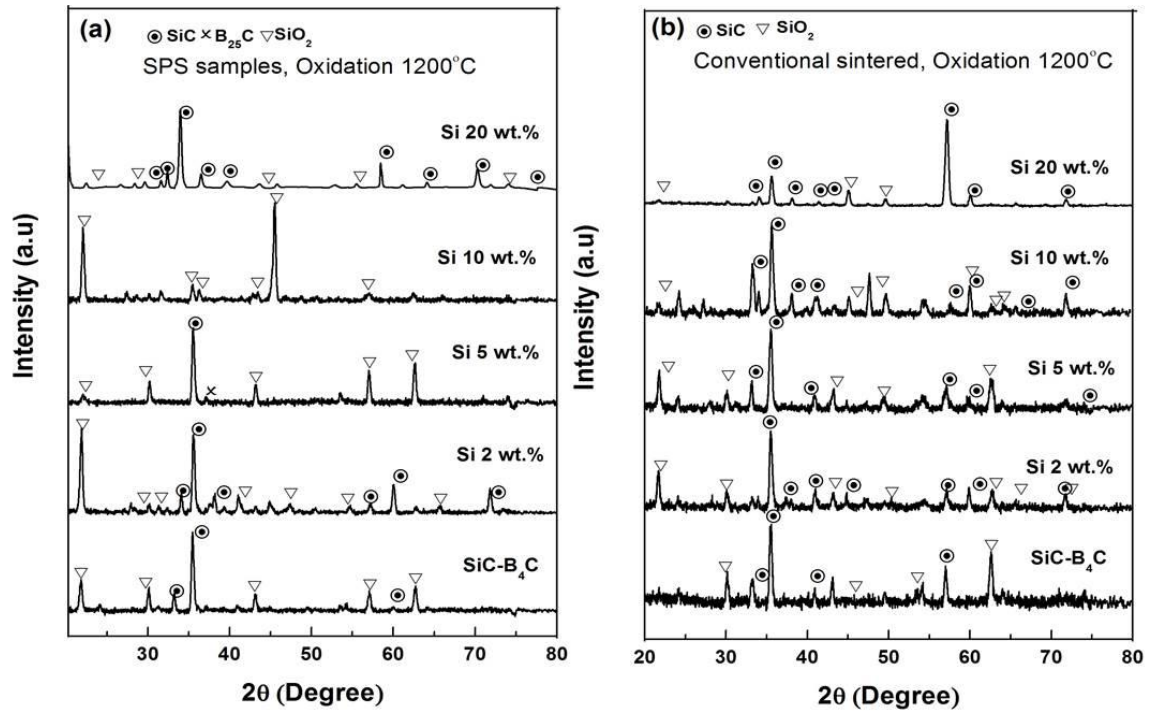 (a)
SiC × B25C ▽ SiO2
SPS samples, Oxidation 1200°C
Si 20 wt.%
Si 10 wt.%
Si 5 wt.%
Si 2 wt.%
SiC-B4C
Intensity (a.u)
30 40 50 60 70 80
2θ (Degree)
(b)
SiC ▽ SiO2
Conventional sintered, Oxidation 1200°C
Si 20 wt.%
Si 10 wt.%
Si 5 wt.%
Si 2 wt.%
SiC-B4C
Intensity (a.u)
20 30 40 50 60 70 80
2θ (Degree)